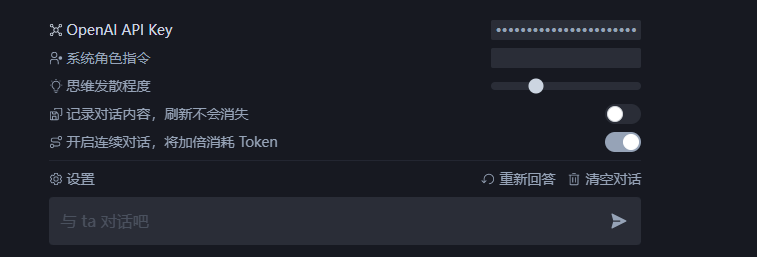 OpenAI API Key ••••••••••••••••••••••••
系统角色指令
思维发散程度
记录对话内容，刷新不会消失
开启连续对话，将加倍消耗 Token
设置 重新回答 清空对话
与 ta 对话吧